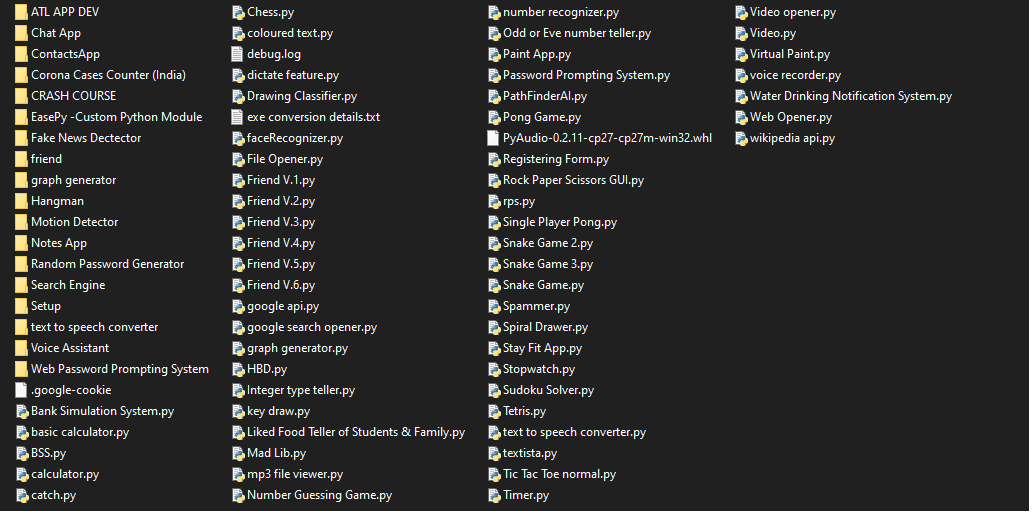 ATL APP DEV
Chat App
ContactsApp
Corona Cases Counter (India)
CRASH COURSE
EasePy -Custom Python Module
Fake News Dectector
friend
graph generator
Hangman
Motion Detector
Notes App
Random Password Generator
Search Engine
Setup
text to speech converter
Voice Assistant
Web Password Prompting System
.google-cookie
Bank Simulation System.py
basic calculator.py
BSS.py
calculator.py
catch.py
Chess.py
coloured text.py
debug.log
dictate feature.py
Drawing Classifier.py
exe conversion details.txt
faceRecognizer.py
File Opener.py
Friend V.1.py
Friend V.2.py
Friend V.3.py
Friend V.4.py
Friend V.5.py
Friend V.6.py
google api.py
google search opener.py
graph generator.py
HBD.py
Integer type teller.py
key draw.py
Liked Food Teller of Students & Family.py
Mad Lib.py
mp3 file viewer.py
Number Guessing Game.py
number recognizer.py
Odd or Eve number teller.py
Paint App.py
Password Prompting System.py
PathFinderAI.py
Pong Game.py
PyAudio-0.2.11-cp27-cp27m-win32.whl
Registering Form.py
Rock Paper Scissors GUI.py
rps.py
Single Player Pong.py
Snake Game 2.py
Snake Game 3.py
Snake Game.py
Spammer.py
Spiral Drawer.py
Stay Fit App.py
Stopwatch.py
Sudoku Solver.py
Tetris.py
text to speech converter.py
textista.py
Tic Tac Toe normal.py
Timer.py
Video opener.py
Video.py
Virtual Paint.py
voice recorder.py
Water Drinking Notification System.py
Web Opener.py
wikipedia api.py